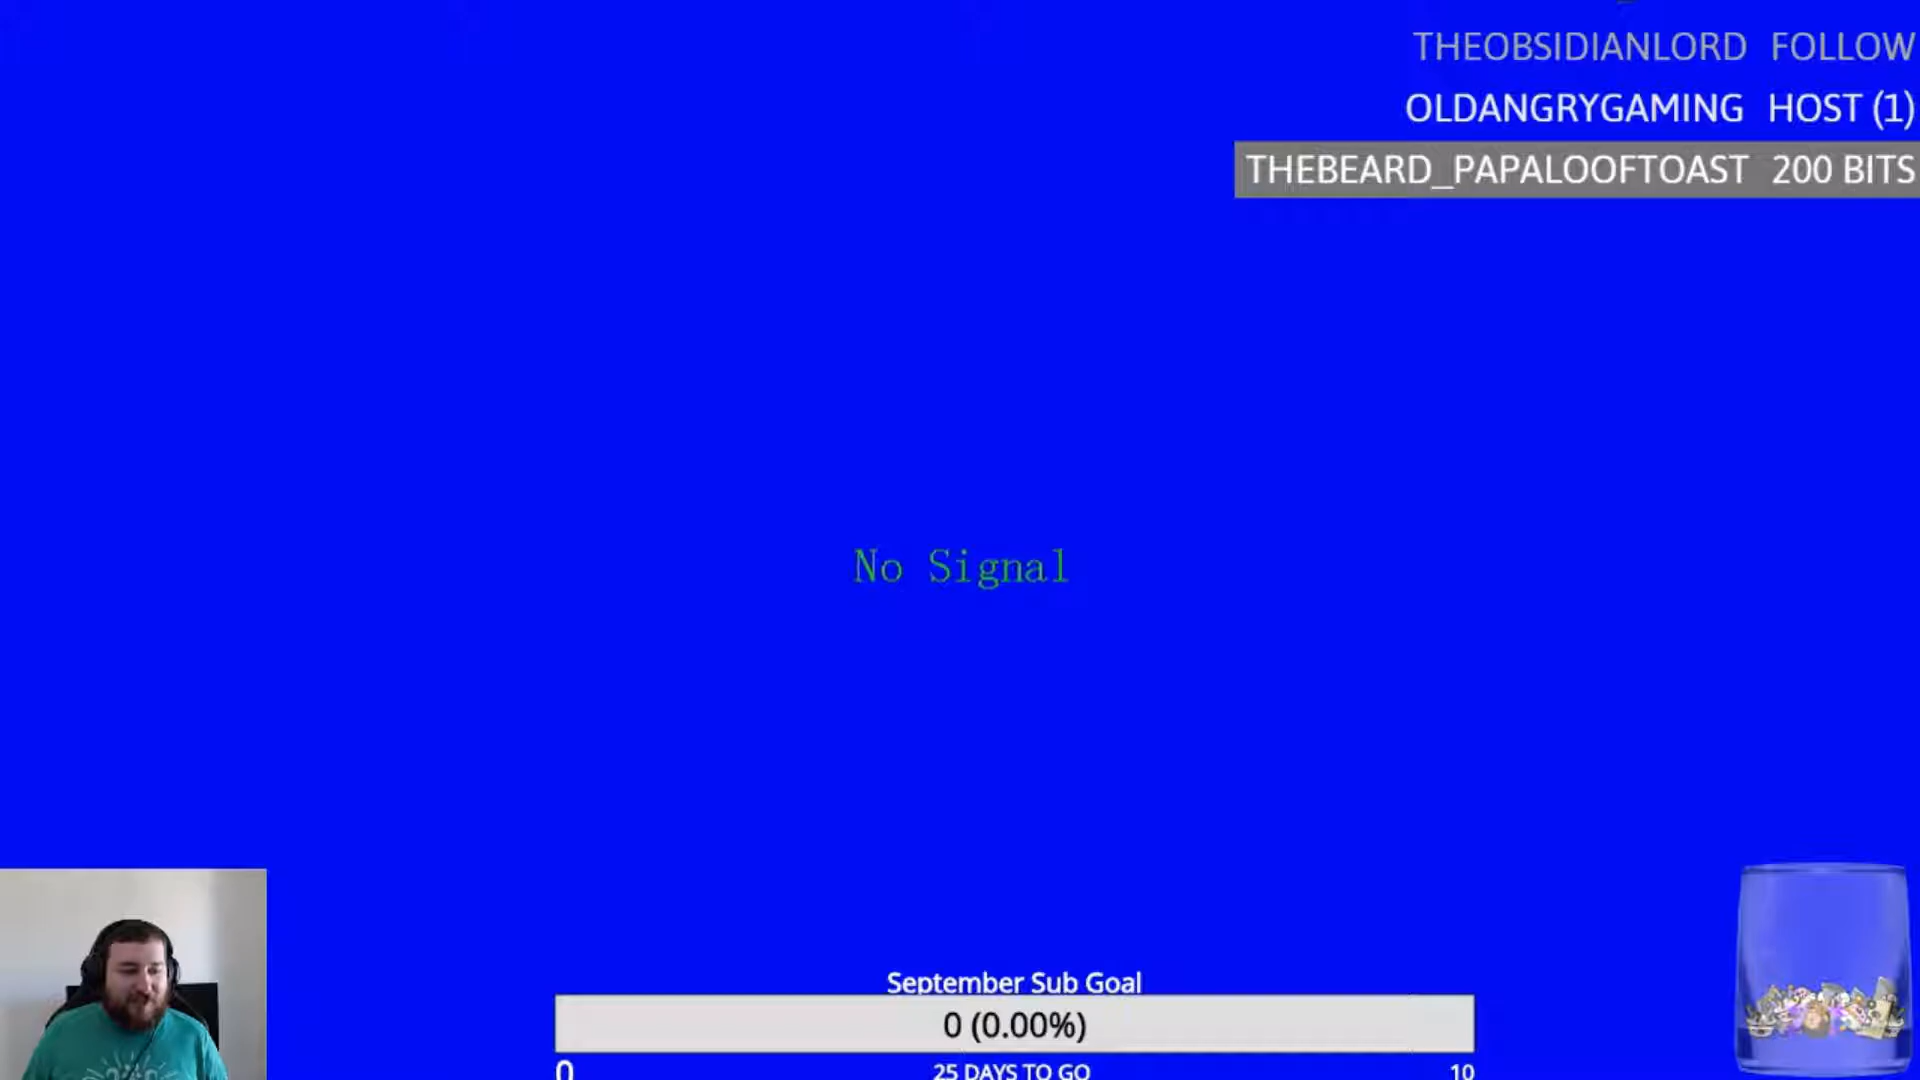 THEOBSIDIANLORD FOLLOW
OLDANGRYGAMING HOST (1)
THEBEARD_PAPALOOFTOAST 200 BITS
No Signal
September Sub Goal
0 (0.00%)
0 25 DAYS TO GO 10